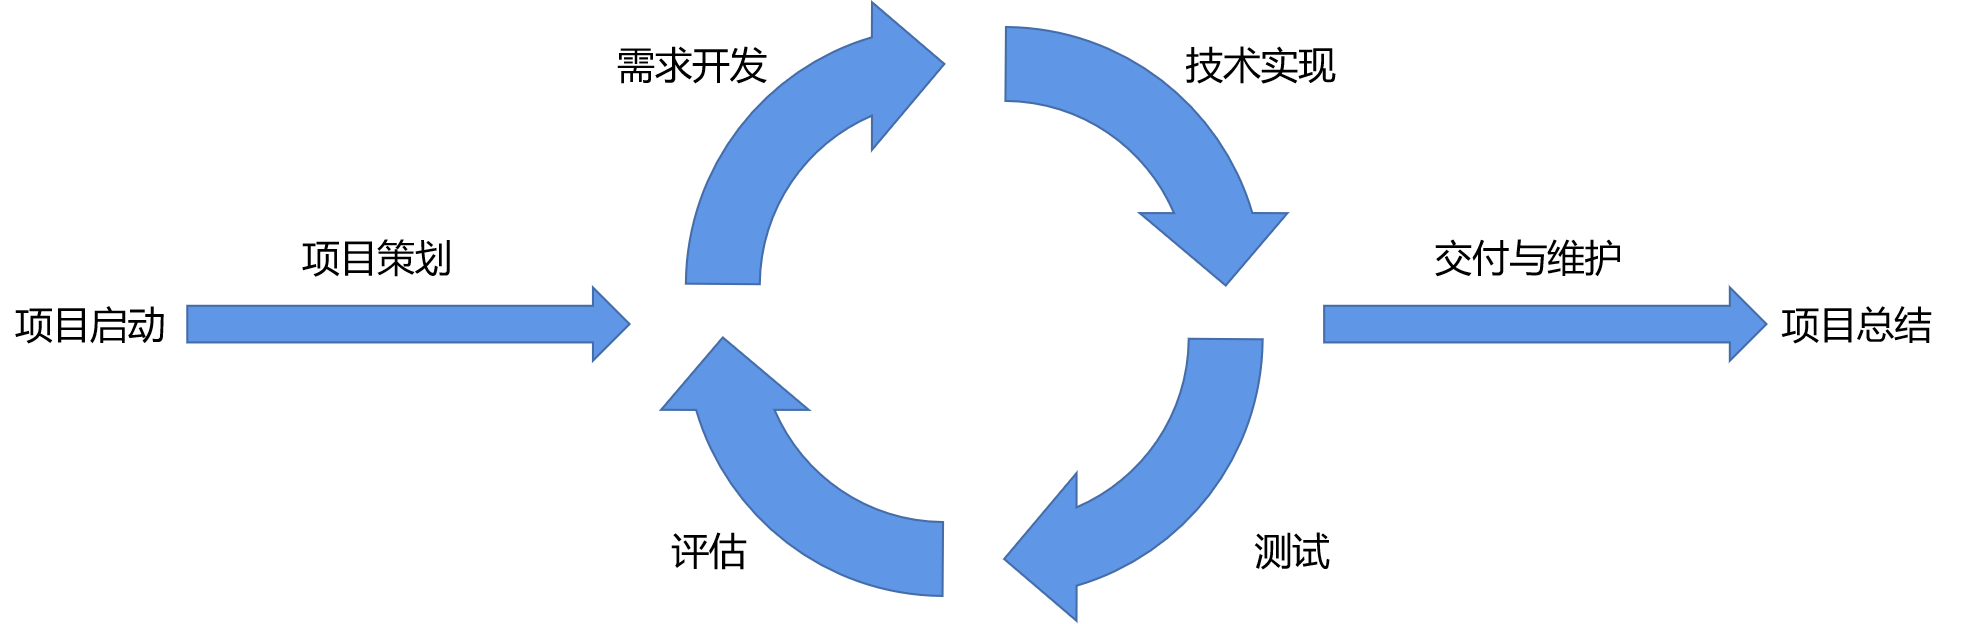 需求开发
技术实现
项目策划
交付与维护
项目启动
项目总结
评估
测试